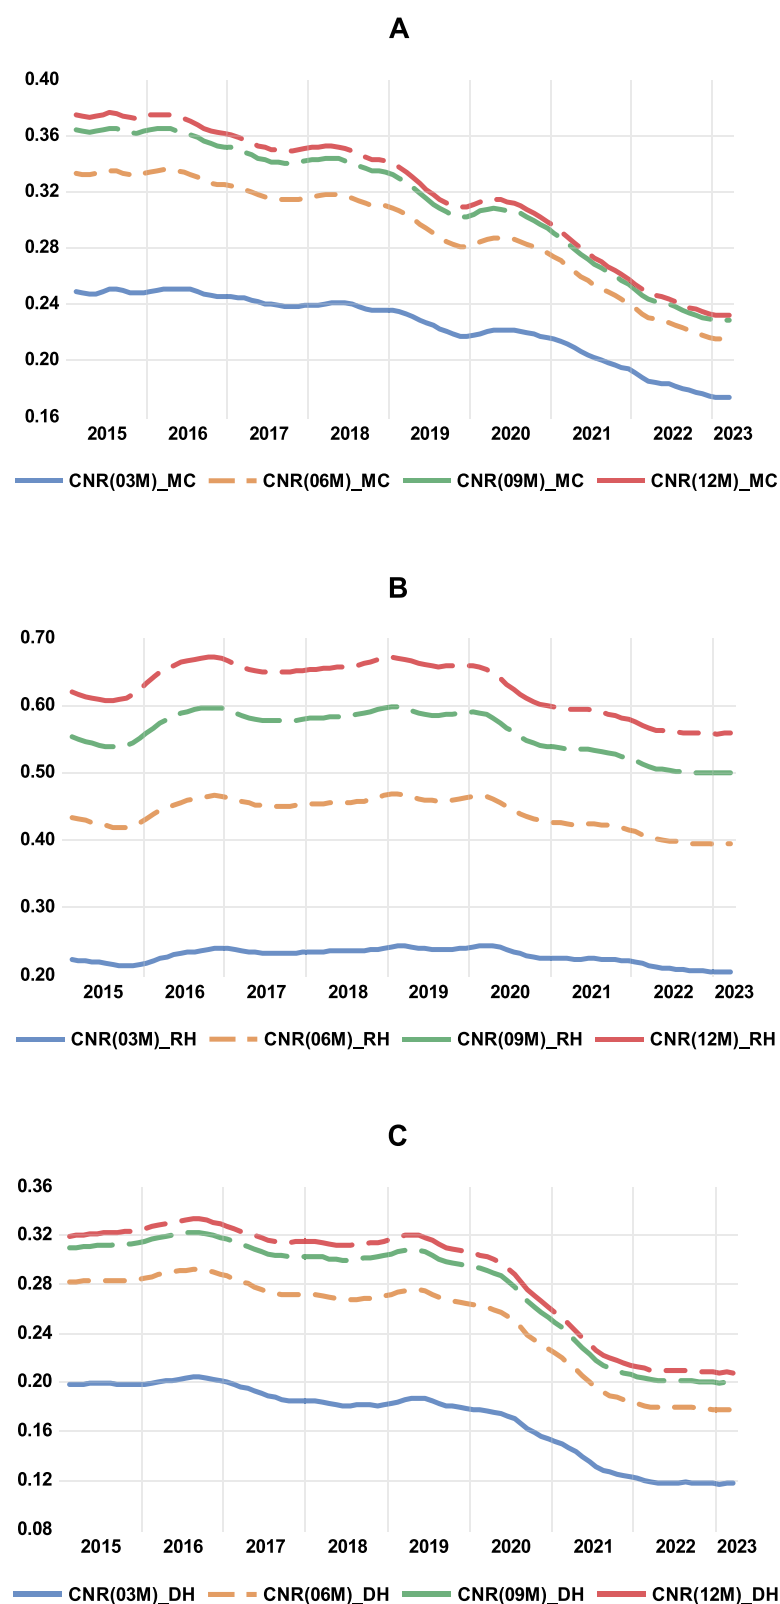 A
0.40
0.36
0.32
0.28
0.24
0.20
0.16
2015 2016 2017 2018 2019 2020 2021 2022 2023
CNR(03M)_MC CNR(06M)_MC CNR(09M)_MC CNR(12M)_MC
B
0.70
0.60
0.50
0.40
0.30
0.20
2015 2016 2017 2018 2019 2020 2021 2022 2023
CNR(03M)_RH CNR(06M)_RH CNR(09M)_RH CNR(12M)_RH
C
0.36
0.32
0.28
0.24
0.20
0.16
0.12
0.08
2015 2016 2017 2018 2019 2020 2021 2022 2023
CNR(03M)_DH CNR(06M)_DH CNR(09M)_DH CNR(12M)_DH